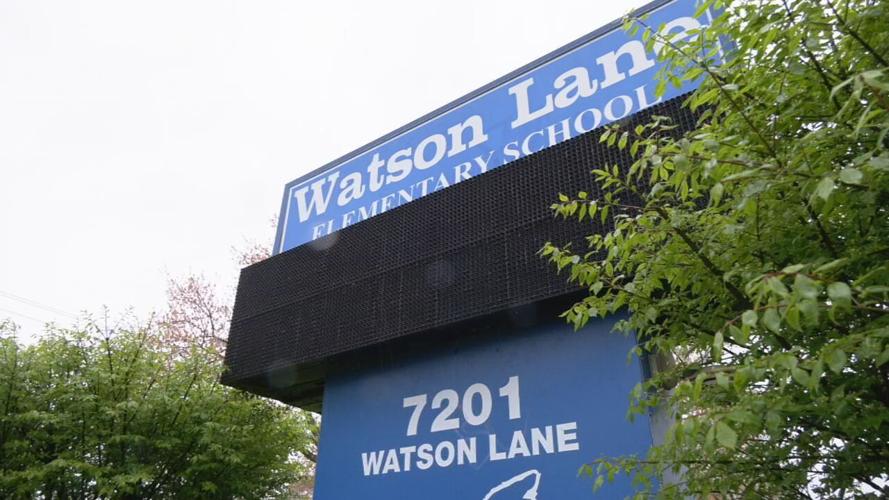 Watson Lane
ELEMENTARY SCHOOL
7201
WATSON LANE